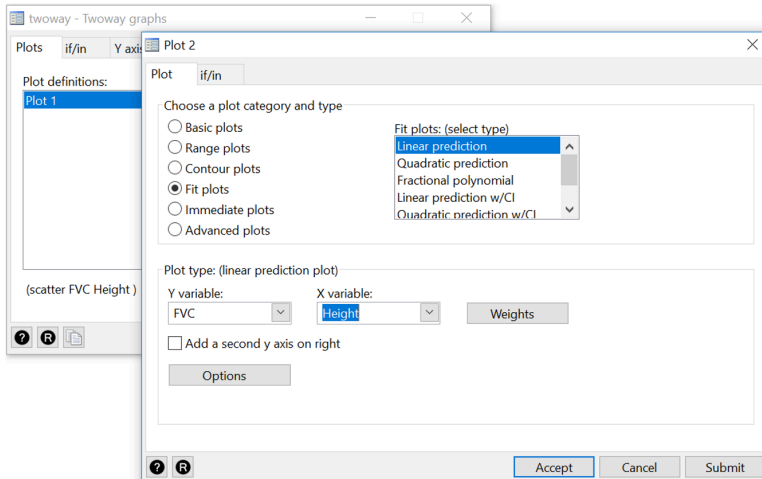 twoway - Twoway graphs
Plots if/in Y axis
Plot definitions:
Plot 1
(scatter FVC Height )
Plot 2
Plot if/in
Choose a plot category and type
Basic plots
Range plots
Contour plots
Fit plots
Immediate plots
Advanced plots
Fit plots: (select type)
Linear prediction
Quadratic prediction
Fractional polynomial
Linear prediction w/CI
Quadratic prediction w/CI
Plot type: (linear prediction plot)
Y variable: X variable:
FVC Height Weights
Add a second y axis on right
Options
? R
? R
Accept Cancel Submit